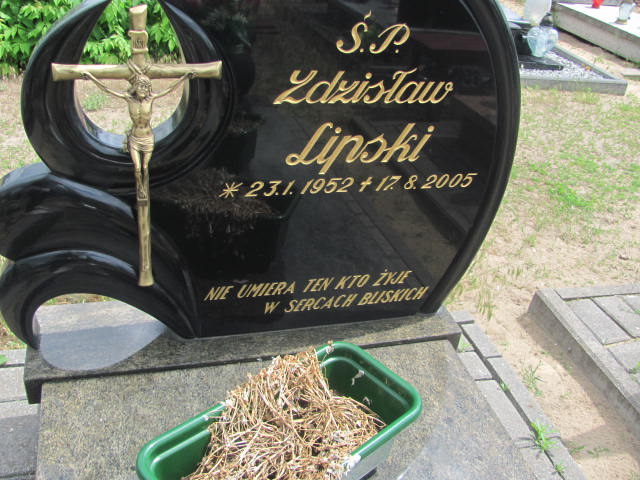 Ś.P.
Zdzisław
Lipski
* 23.1.1952 + 17.8.2005
NIE UMIERA TEN KTO ŻYJE
W SERCACH BLISKICH